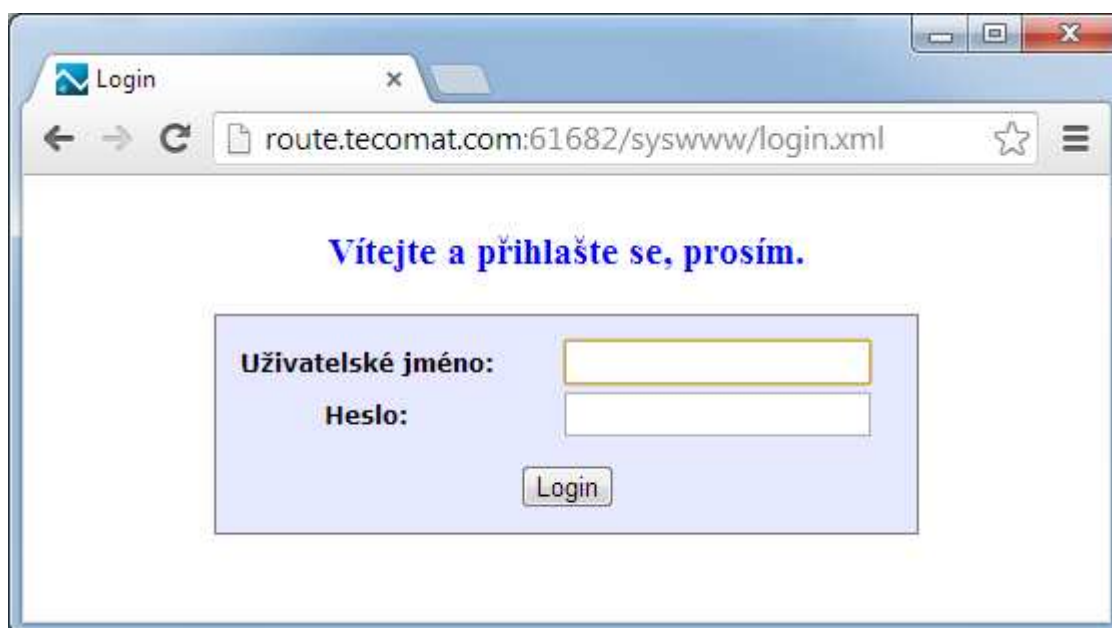 Login
route.tecomat.com:61682/syswww/login.xml
Vítejte a přihlašte se, prosím.
Uživatelské jméno:
Heslo:
Login